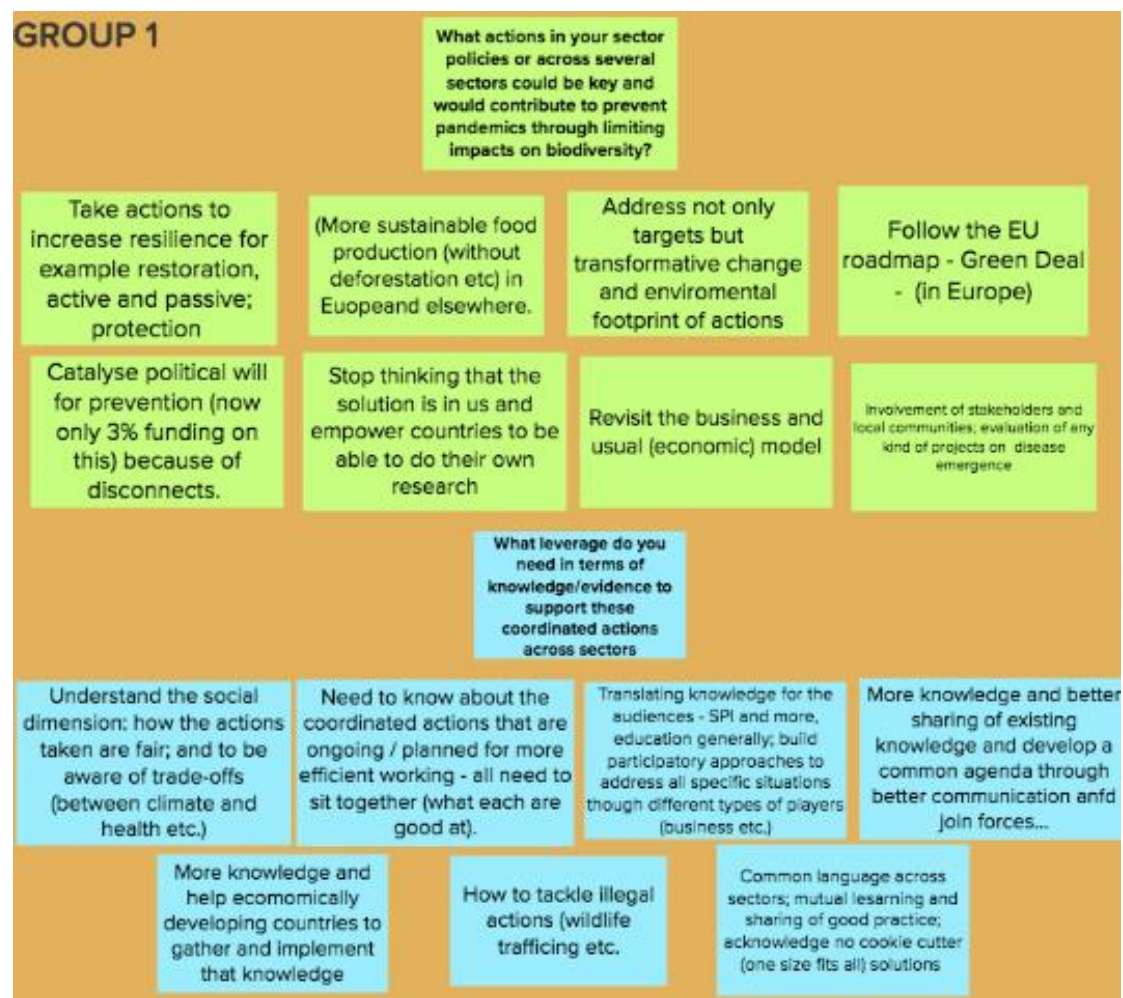 GROUP 1
What actions in your sector
policies or across several
sectors could be key and
would contribute to prevent
pandemics through limiting
impacts on biodiversity?
Take actions to
increase resilience for
example restoration,
active and passive;
protection
(More sustainable food
production (without
deforestation etc) in
Euopeand elsewhere.
Address not only
targets but
transformative change
and enviromental
footprint of actions
Follow the EU
roadmap - Green Deal
- (in Europe)
Catalyse political will
for prevention (now
only 3% funding on
this) because of
disconnects.
Stop thinking that the
solution is in us and
empower countries to be
able to do their own
research
Revisit the business and
usual (economic) model
Involvement of stakeholders and
local communities; evaluation of any
kind of projects on disease
emergence
What leverage do you
need in terms of
knowledge/evidence to
support these
coordinated actions
across sectors
Understand the social
dimension: how the actions
taken are fair; and to be
aware of trade-offs
(between climate and
health etc.)
Need to know about the
coordinated actions that are
ongoing / planned for more
efficient working - all need to
sit together (what each are
good at).
Translating knowledge for the
audiences - SPI and more,
education generally; build
participatory approaches to
address all specific situations
though different types of players
(business etc.)
More knowledge and better
sharing of existing
knowledge and develop a
common agenda through
better communication anfd
join forces...
More knowledge and
help ecomomically
developing countries to
gather and implement
that knowledge
How to tackle illegal
actions (wildlife
trafficing etc.
Common language across
sectors; mutual lesarning and
sharing of good practice;
acknowledge no cookie cutter
(one size fits all) solutions